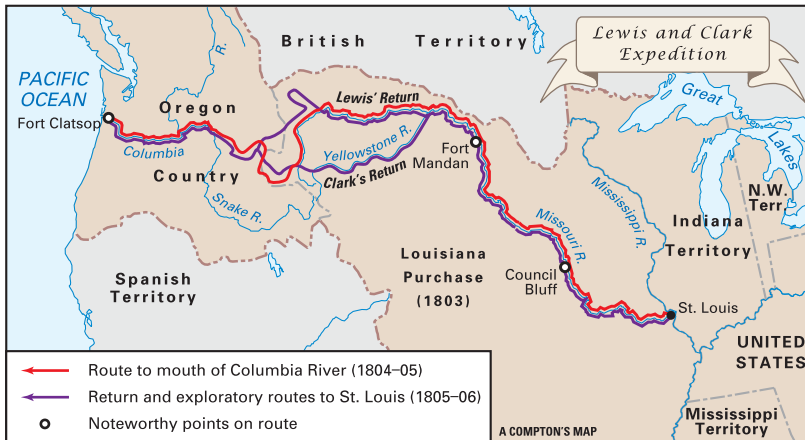 Lewis and Clark
Expedition
British Territory
PACIFIC
OCEAN
R.
Great
Lakes
Lewis' Return
Oregon
Fort Clatsop
Columbia
Yellowstone R.
Fort
Mandan
Clark's Return
Country
Snake R.
Mississippi R.
Missouri R.
N.W.
Terr.
Indiana
Territory
Louisiana
Purchase
(1803)
Council
Bluff
Spanish
Territory
St. Louis
UNITED
STATES
Mississippi
Territory
Route to mouth of Columbia River (1804–05)
Return and exploratory routes to St. Louis (1805–06)
Noteworthy points on route
A COMPTON'S MAP